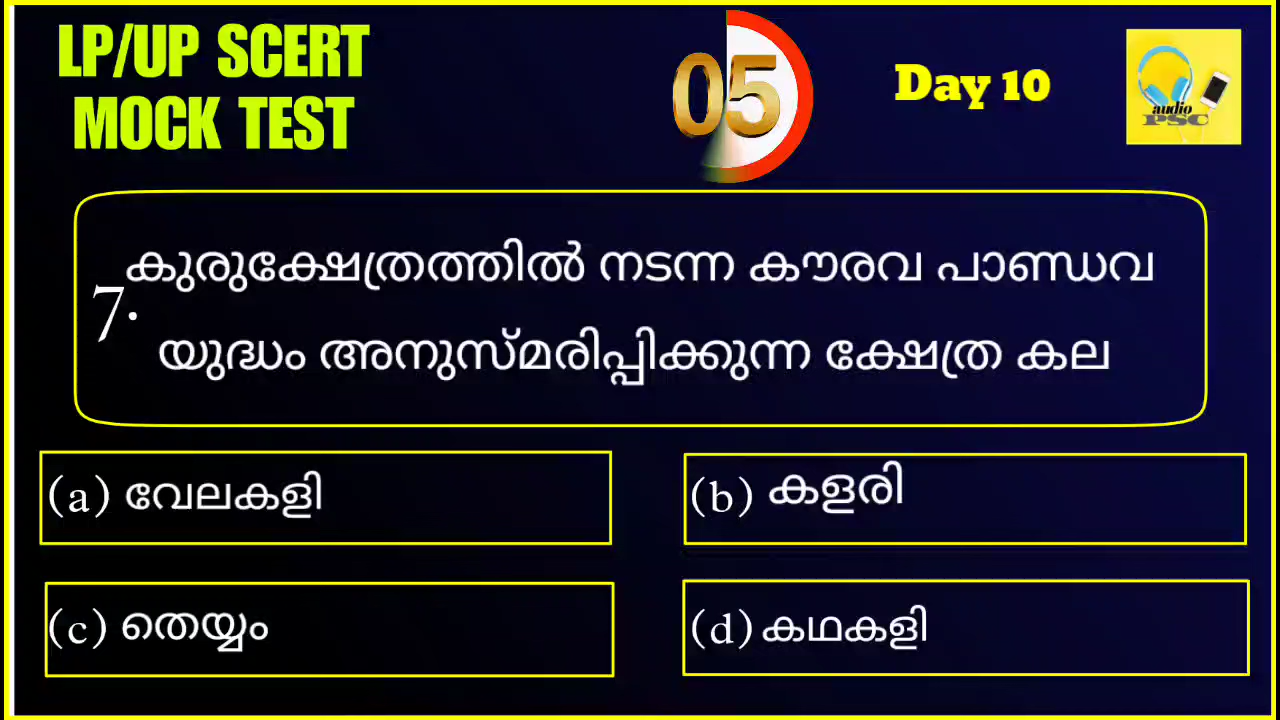 LP/UP SCERT
MOCK TEST
05
Day 10
audio
PSC
7.
കുരുക്ഷേത്രത്തിൽ നടന്ന കൗരവ പാണ്ഡവ
യുദ്ധം അനുസ്മരിപ്പിക്കുന്ന ക്ഷേത്ര കല
(a) വേലകളി
(b) കളരി
(c) തെയ്യം
(d) കഥകളി